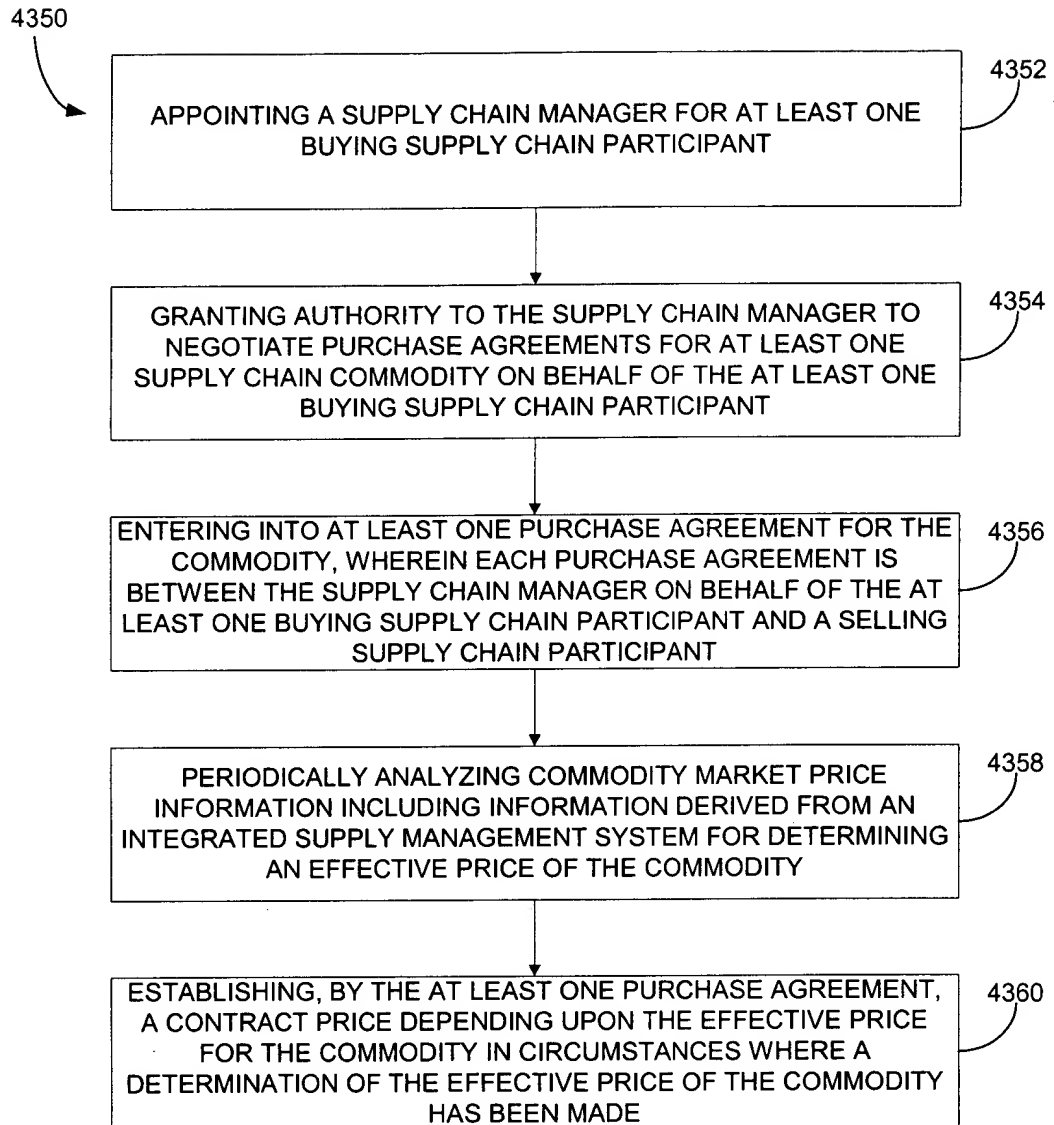 4350
4352
APPOINTING A SUPPLY CHAIN MANAGER FOR AT LEAST ONE
BUYING SUPPLY CHAIN PARTICIPANT
4354
GRANTING AUTHORITY TO THE SUPPLY CHAIN MANAGER TO
NEGOTIATE PURCHASE AGREEMENTS FOR AT LEAST ONE
SUPPLY CHAIN COMMODITY ON BEHALF OF THE AT LEAST ONE
BUYING SUPPLY CHAIN PARTICIPANT
4356
ENTERING INTO AT LEAST ONE PURCHASE AGREEMENT FOR THE
COMMODITY, WHEREIN EACH PURCHASE AGREEMENT IS
BETWEEN THE SUPPLY CHAIN MANAGER ON BEHALF OF THE AT
LEAST ONE BUYING SUPPLY CHAIN PARTICIPANT AND A SELLING
SUPPLY CHAIN PARTICIPANT
4358
PERIODICALLY ANALYZING COMMODITY MARKET PRICE
INFORMATION INCLUDING INFORMATION DERIVED FROM AN
INTEGRATED SUPPLY MANAGEMENT SYSTEM FOR DETERMINING
AN EFFECTIVE PRICE OF THE COMMODITY
4360
ESTABLISHING, BY THE AT LEAST ONE PURCHASE AGREEMENT,
A CONTRACT PRICE DEPENDING UPON THE EFFECTIVE PRICE
FOR THE COMMODITY IN CIRCUMSTANCES WHERE A
DETERMINATION OF THE EFFECTIVE PRICE OF THE COMMODITY
HAS BEEN MADE